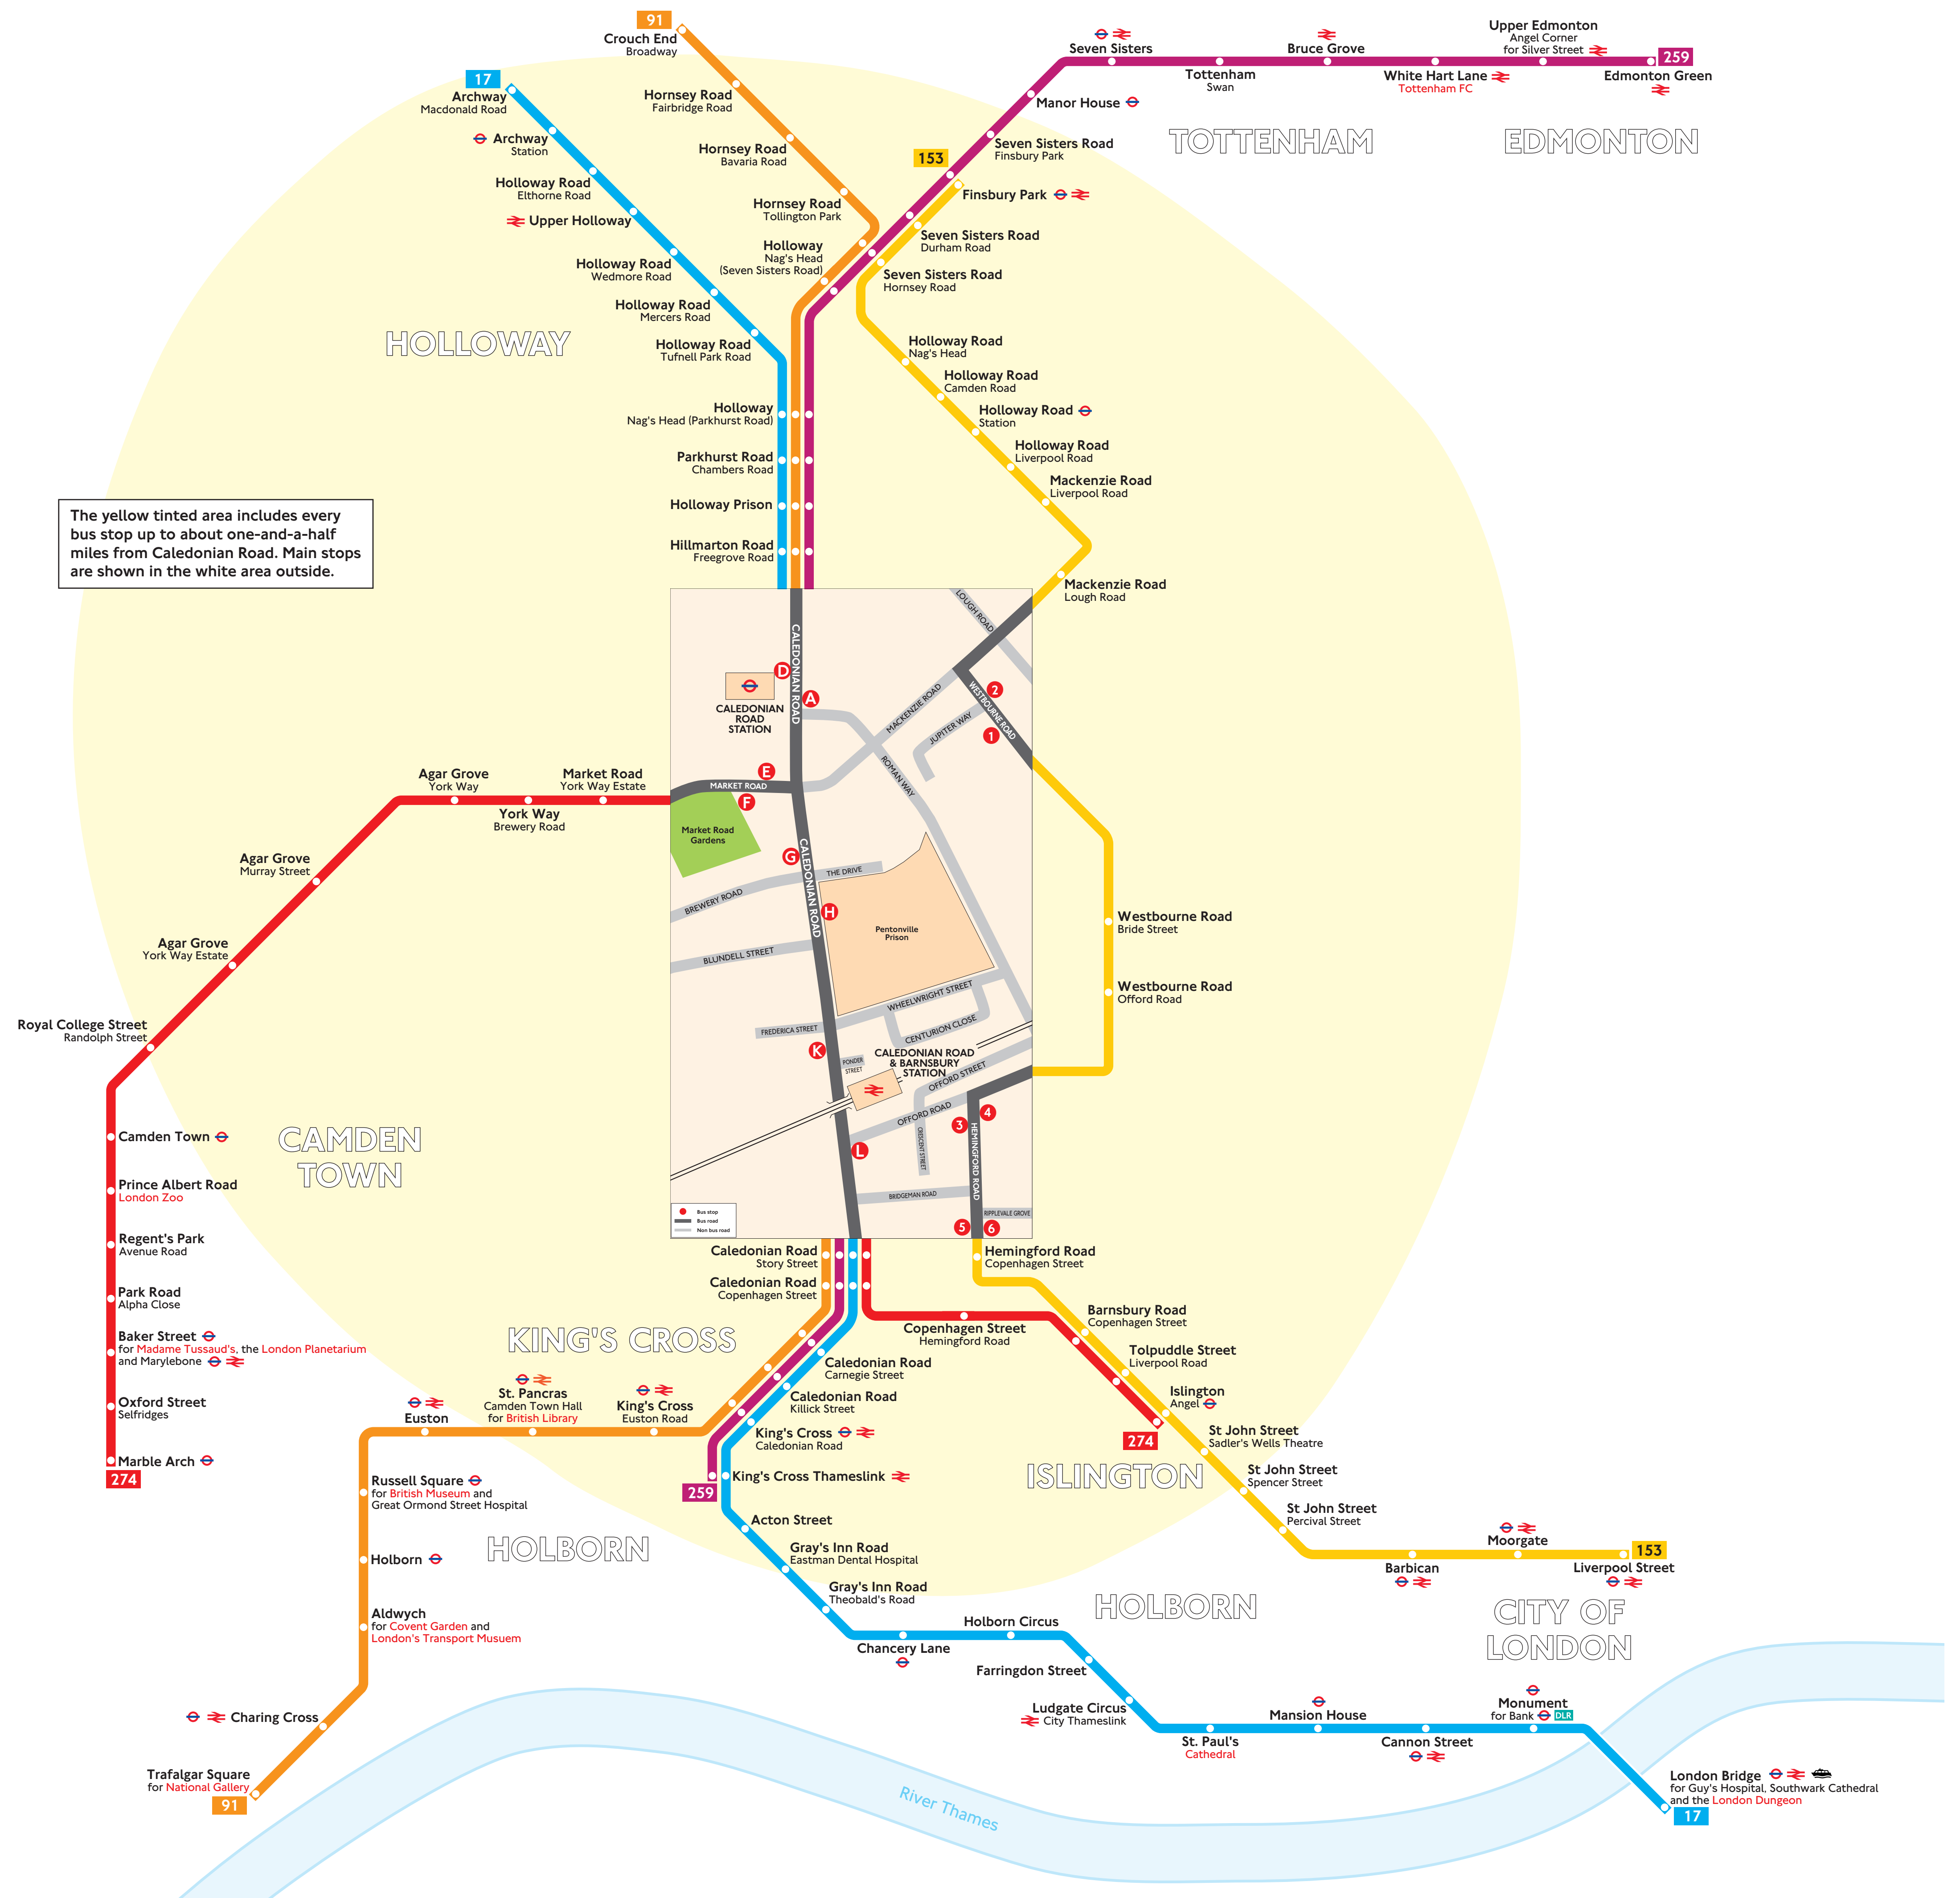 91
Crouch End
Broadway
17
Archway
Macdonald Road
Archway
Station
Holloway Road
Elthorne Road
Upper Holloway
Holloway Road
Wedmore Road
Holloway Road
Mercers Road
Holloway Road
Tufnell Park Road
Hornsey Road
Fairbridge Road
Hornsey Road
Bavaria Road
Hornsey Road
Tollington Park
Holloway
Nag's Head
(Seven Sisters Road)
Seven Sisters
Tottenham
Swan
Bruce Grove
White Hart Lane
Tottenham FC
Upper Edmonton
Angel Corner
for Silver Street
259
Edmonton Green
Manor House
Seven Sisters Road
Finsbury Park
TOTTENHAM
EDMONTON
153
Finsbury Park
Seven Sisters Road
Durham Road
Seven Sisters Road
Hornsey Road
Holloway Road
Nag's Head
Holloway Road
Camden Road
Holloway Road
Station
Holloway Road
Liverpool Road
Mackenzie Road
Liverpool Road
Mackenzie Road
Lough Road
HOLLOWAY
Holloway
Nag's Head (Parkhurst Road)
Parkhurst Road
Chambers Road
Holloway Prison
Hillmarton Road
Freegrove Road
The yellow tinted area includes every
bus stop up to about one-and-a-half
miles from Caledonian Road. Main stops
are shown in the white area outside.
LOUGH ROAD
CALEDONIAN ROAD
D
A
CALEDONIAN
ROAD
STATION
MACKENZIE ROAD
WESTBOURNE ROAD
2
1
JUPITER WAY
ROMAN WAY
E
MARKET ROAD
F
Market Road
Gardens
G
CALEDONIAN ROAD
THE DRIVE
BREWERY ROAD
H
Pentonville
Prison
BLUNDELL STREET
WHEELWRIGHT STREET
FREDERICA STREET
CENTURION CLOSE
K
PONDER
STREET
CALEDONIAN ROAD
& BARNSBURY
STATION
OFFORD STREET
OFFORD ROAD
4
3
L
CRESCENT STREET
HEMINGFORD ROAD
BRIDGEMAN ROAD
RIPPLEVALE GROVE
5
6
Bus stop
Bus road
Non bus road
Agar Grove
York Way
Market Road
York Way Estate
York Way
Brewery Road
Agar Grove
Murray Street
Agar Grove
York Way Estate
Royal College Street
Randolph Street
Camden Town
Prince Albert Road
London Zoo
Regent's Park
Avenue Road
Park Road
Alpha Close
Baker Street
for Madame Tussaud's, the London Planetarium
and Marylebone
Oxford Street
Selfridges
Marble Arch
274
CAMDEN
TOWN
Westbourne Road
Bride Street
Westbourne Road
Offord Road
Caledonian Road
Story Street
Caledonian Road
Copenhagen Street
Hemingford Road
Copenhagen Street
Copenhagen Street
Hemingford Road
Barnsbury Road
Copenhagen Street
Tolpuddle Street
Liverpool Road
Islington
Angel
274
ISLINGTON
St John Street
Sadler's Wells Theatre
St John Street
Spencer Street
St John Street
Percival Street
Barbican
Moorgate
153
Liverpool Street
KING'S CROSS
Caledonian Road
Carnegie Street
Caledonian Road
Killick Street
King's Cross
Caledonian Road
King's Cross Thameslink
259
Euston
St. Pancras
Camden Town Hall
for British Library
King's Cross
Euston Road
Russell Square
for British Museum and
Great Ormond Street Hospital
Holborn
Aldwych
for Covent Garden and
London's Transport Musuem
Charing Cross
Trafalgar Square
for National Gallery
91
HOLBORN
Acton Street
Gray's Inn Road
Eastman Dental Hospital
Gray's Inn Road
Theobald's Road
Chancery Lane
Holborn Circus
HOLBORN
Farringdon Street
Ludgate Circus
City Thameslink
St. Paul's
Cathedral
Mansion House
Cannon Street
Monument
for Bank DLR
CITY OF
LONDON
London Bridge
for Guy's Hospital, Southwark Cathedral
and the London Dungeon
17
River Thames